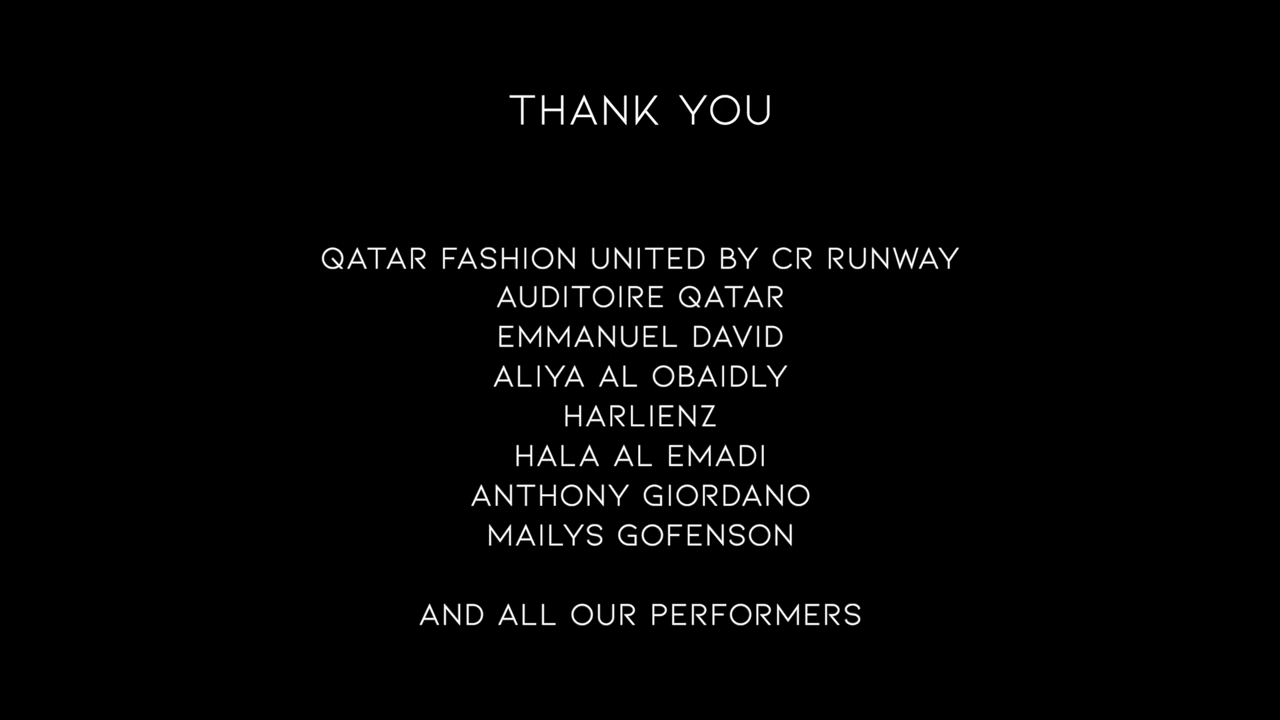 THANK YOU
QATAR FASHION UNITED BY CR RUNWAY
AUDITOIRE QATAR
EMMANUEL DAVID
ALIYA AL OBAIDLY
HARLIENZ
HALA AL EMADI
ANTHONY GIORDANO
MAILYS GOFENSON
AND ALL OUR PERFORMERS